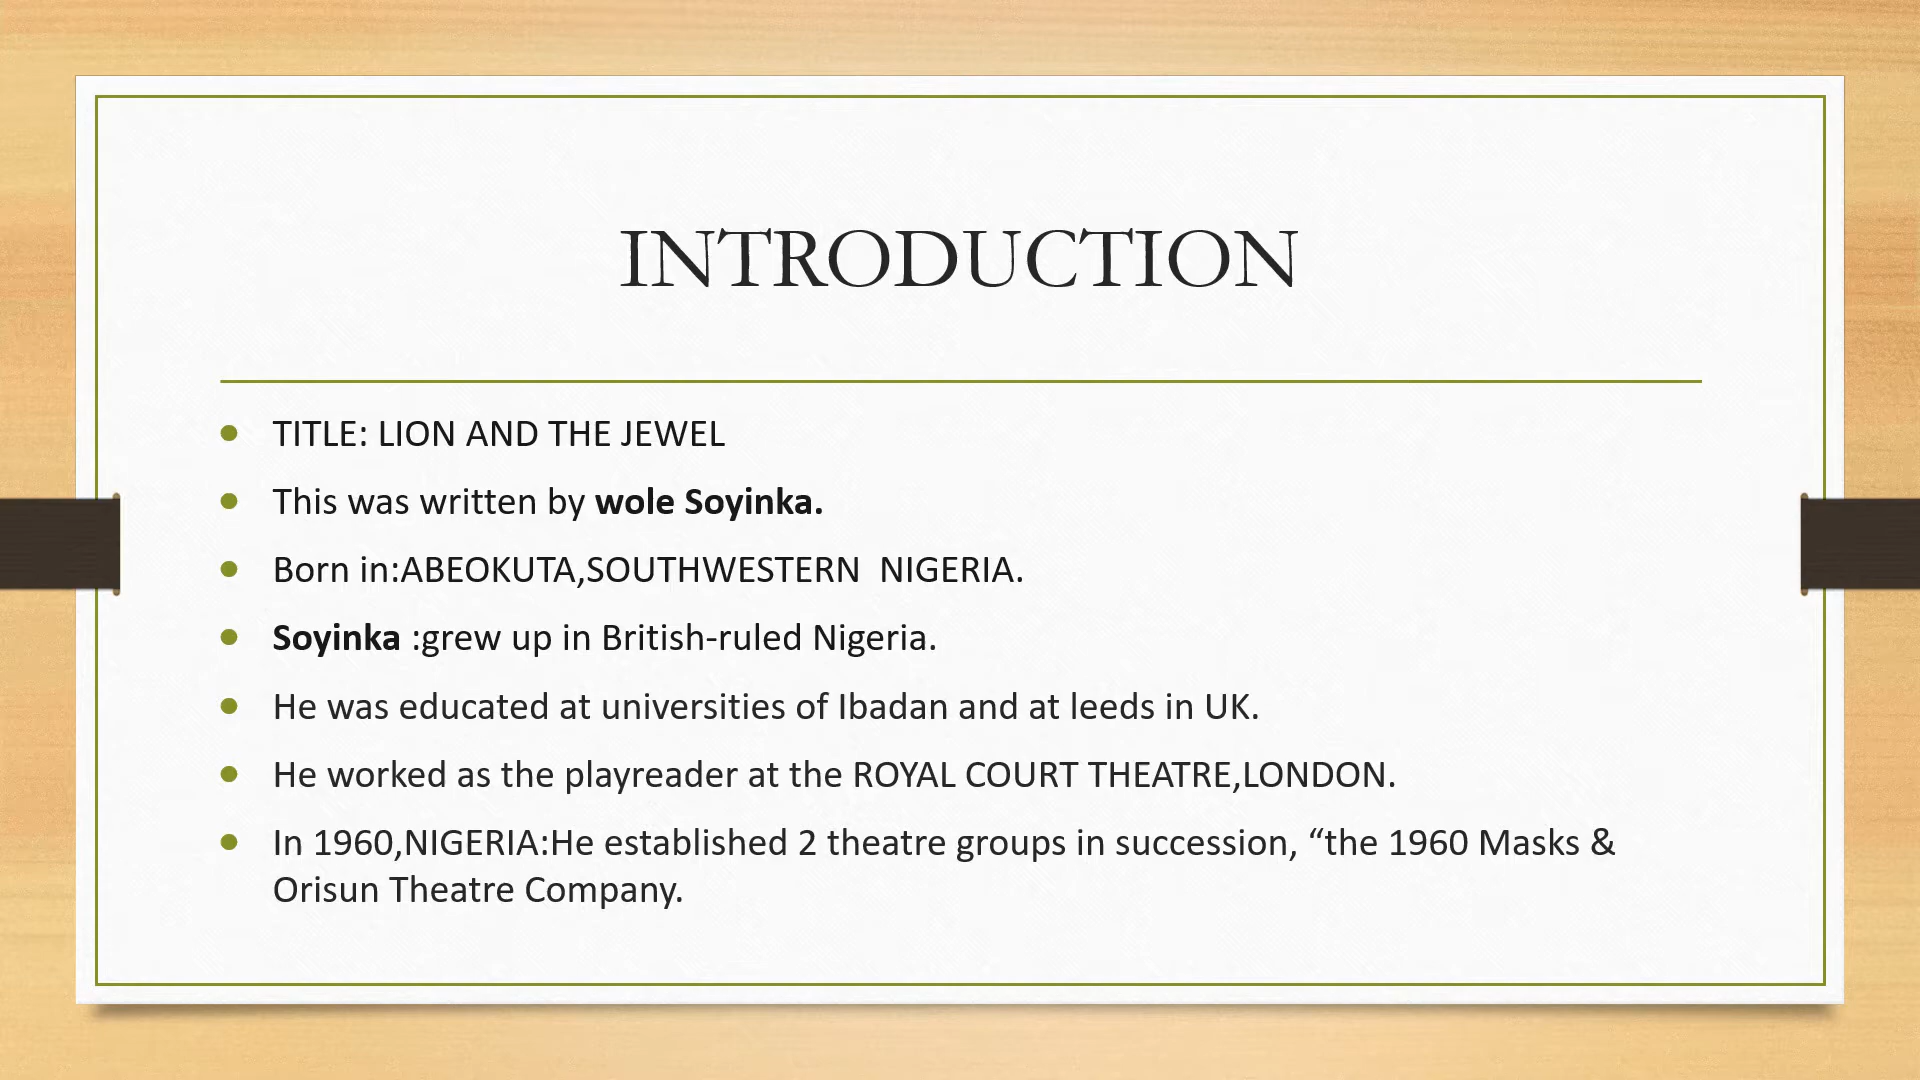 INTRODUCTION
TITLE: LION AND THE JEWEL
This was written by wole Soyinka.
Born in:ABEOKUTA,SOUTHWESTERN  NIGERIA.
Soyinka :grew up in British-ruled Nigeria.
He was educated at universities of Ibadan and at leeds in UK.
He worked as the playreader at the ROYAL COURT THEATRE,LONDON.
In 1960,NIGERIA:He established 2 theatre groups in succession, “the 1960 Masks &
Orisun Theatre Company.